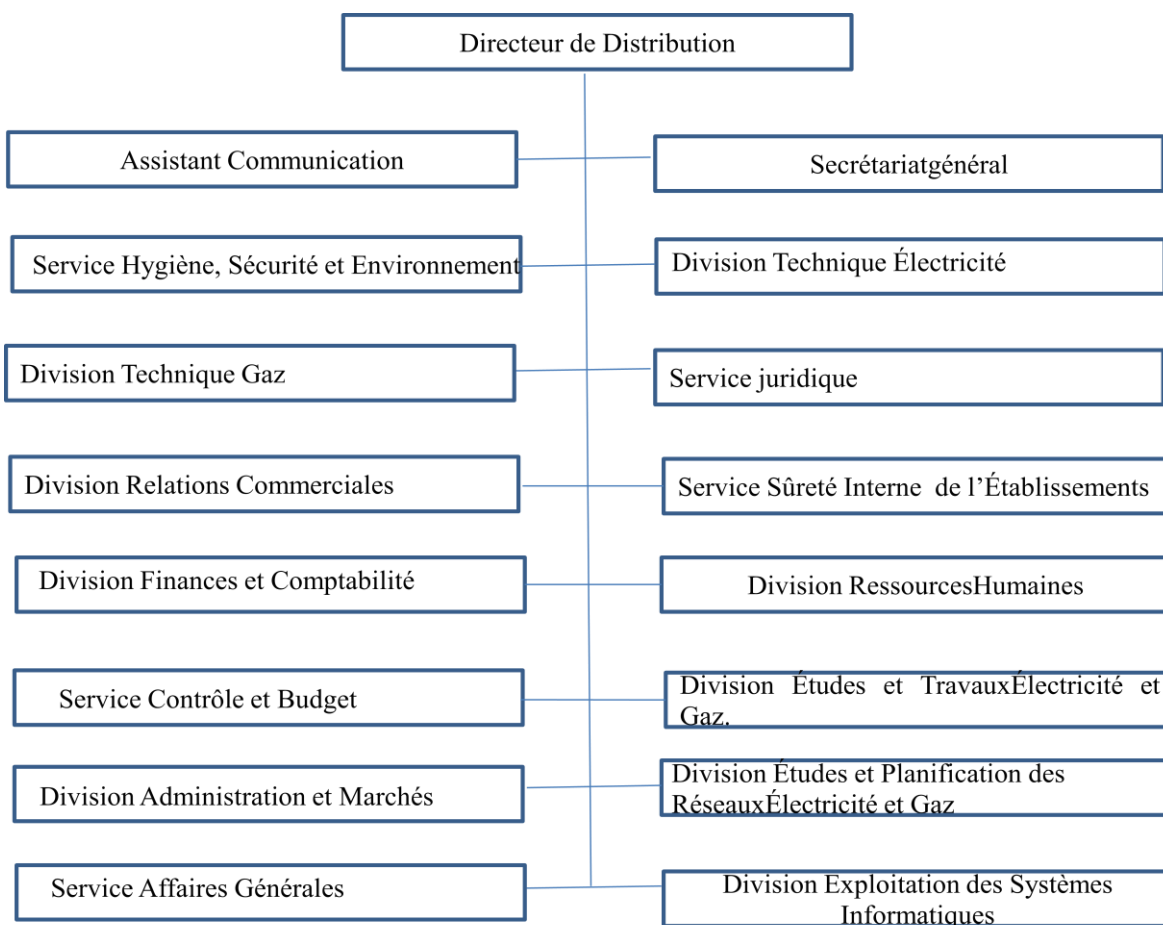 Directeur de Distribution
Assistant Communication
Secrétariatgénéral
Service Hygiène, Sécurité et Environnement
Division Technique Électricité
Division Technique Gaz
Service juridique
Division Relations Commerciales
Service Sûreté Interne de l’Établissements
Division Finances et Comptabilité
Division RessourcesHumaines
Service Contrôle et Budget
Division Études et TravauxÉlectricité et
Gaz.
Division Administration et Marchés
Division Études et Planification des
RéseauxÉlectricité et Gaz
Service Affaires Générales
Division Exploitation des Systèmes
Informatiques